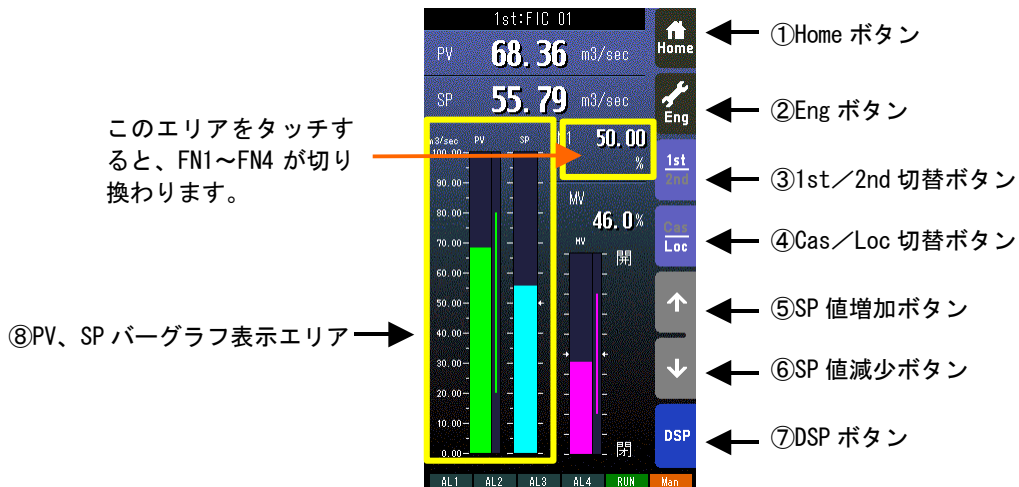 1st:FIC 01
PV 68.36 m3/sec
SP 55.79 m3/sec
Home
Eng
1st
2nd
Cas
Loc
DSP
m3/sec PV SP
100.00
90.00
80.00
70.00
60.00
50.00
40.00
30.00
20.00
10.00
0.00
50.00
%
MV
46.0%
MV
開
閉
AL1 AL2 AL3 AL4 RUN Man
このエリアをタッチす
ると、FN1～FN4 が切り
換わります。
⑧PV、SP バーグラフ表示エリア
①Home ボタン
②Eng ボタン
③1st／2nd 切替ボタン
④Cas／Loc 切替ボタン
⑤SP 値増加ボタン
⑥SP 値減少ボタン
⑦DSP ボタン